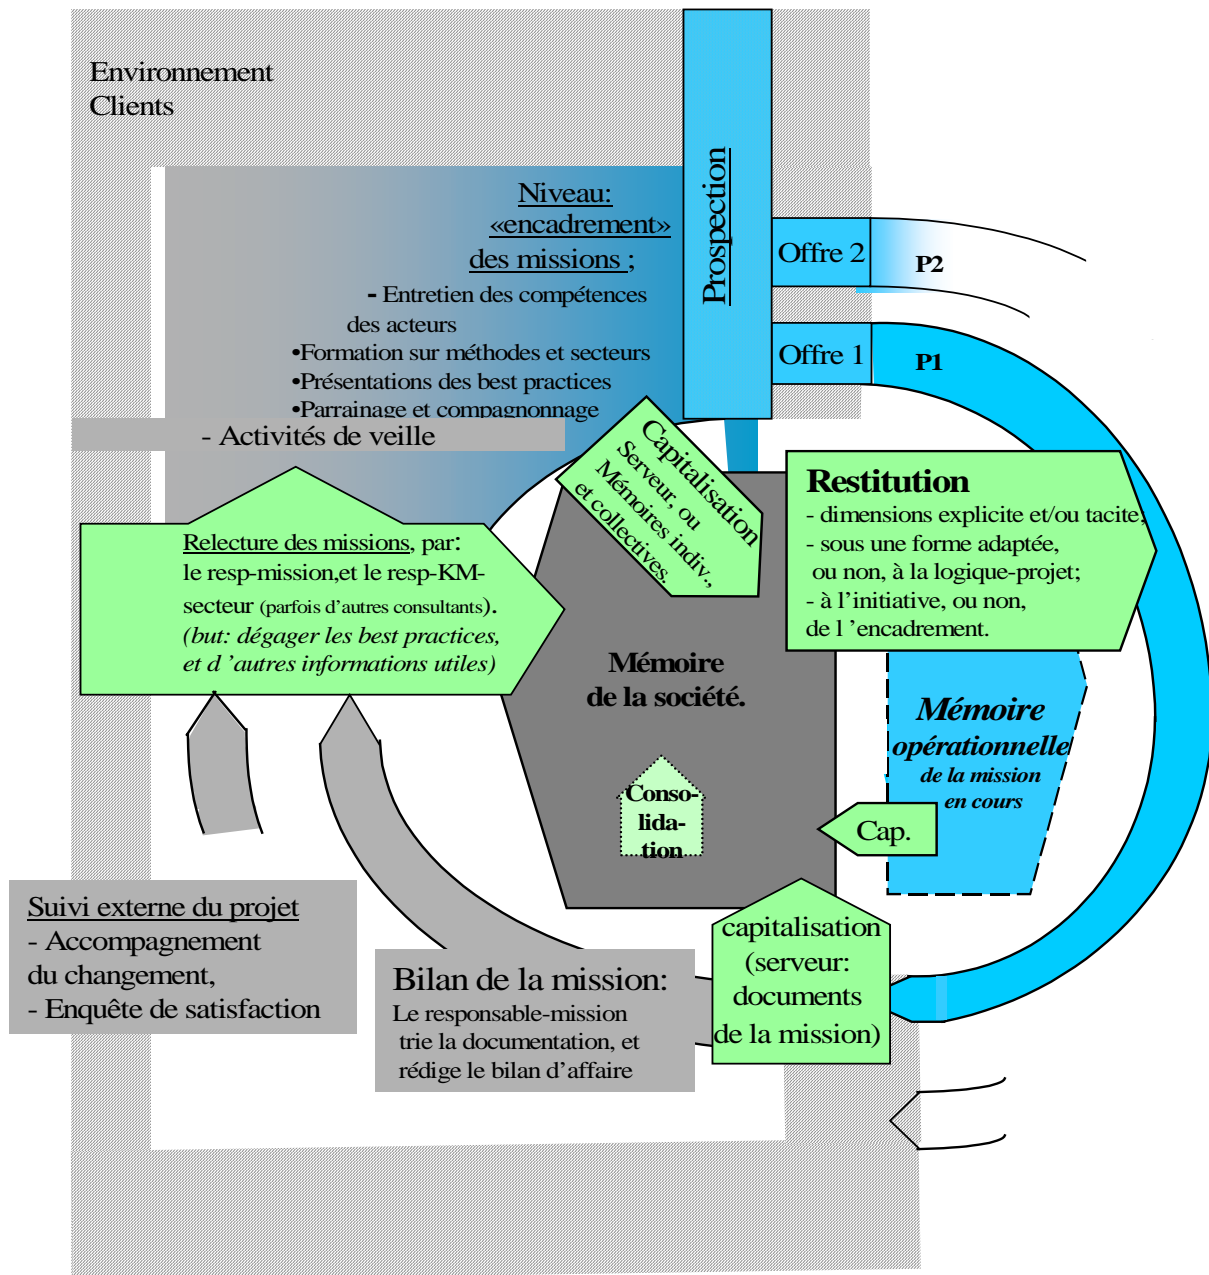 Environnement
Clients
Prospection
Niveau:
«encadrement»
des missions ;
- Entretien des compétences
des acteurs
•Formation sur méthodes et secteurs
•Présentations des best practices
•Parrainage et compagnonnage
- Activités de veille
Offre 2
P2
Offre 1
P1
Capitalisation
Serveur, ou
Mémoires indiv.,
et collectives.
Restitution
- dimensions explicite et/ou tacite,
- sous une forme adaptée,
ou non, à la logique-projet;
- à l’initiative, ou non,
de l ’encadrement.
Relecture des missions, par:
le resp-mission,et le resp-KM-
secteur (parfois d’autres consultants).
(but: dégager les best practices,
et d ’autres informations utiles)
Mémoire
de la société.
Mémoire
opérationnelle
de la mission
en cours
Conso-
lida-
tion
Cap.
Suivi externe du projet
- Accompagnement
du changement,
- Enquête de satisfaction
Bilan de la mission:
Le responsable-mission
trie la documentation, et
rédige le bilan d’affaire
capitalisation
(serveur:
documents
de la mission)